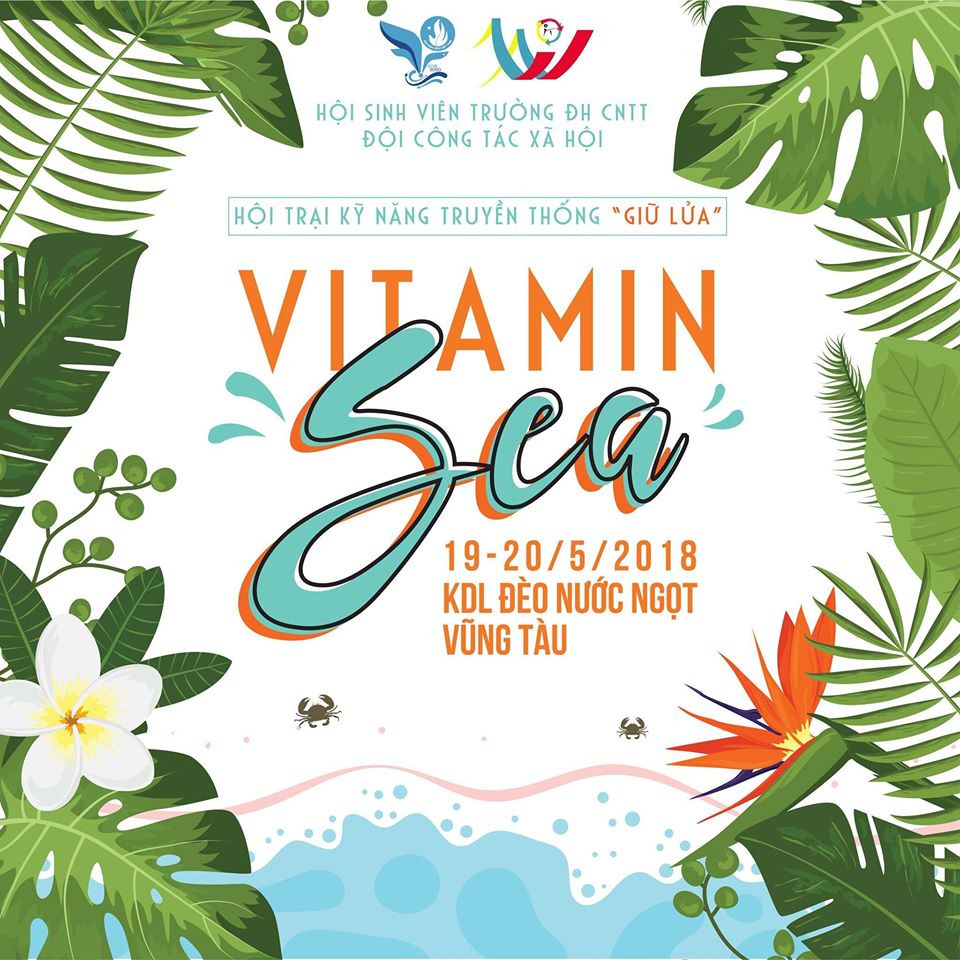 HỘI SINH VIÊN TRƯỜNG ĐH CNTT
ĐỘI CÔNG TÁC XÃ HỘI
HỘI TRẠI KỸ NĂNG TRUYỀN THỐNG "GIỮ LỬA"
VITAMIN
Sea
19-20/5/2018
KDL ĐÈO NƯỚC NGỌT
VŨNG TÀU